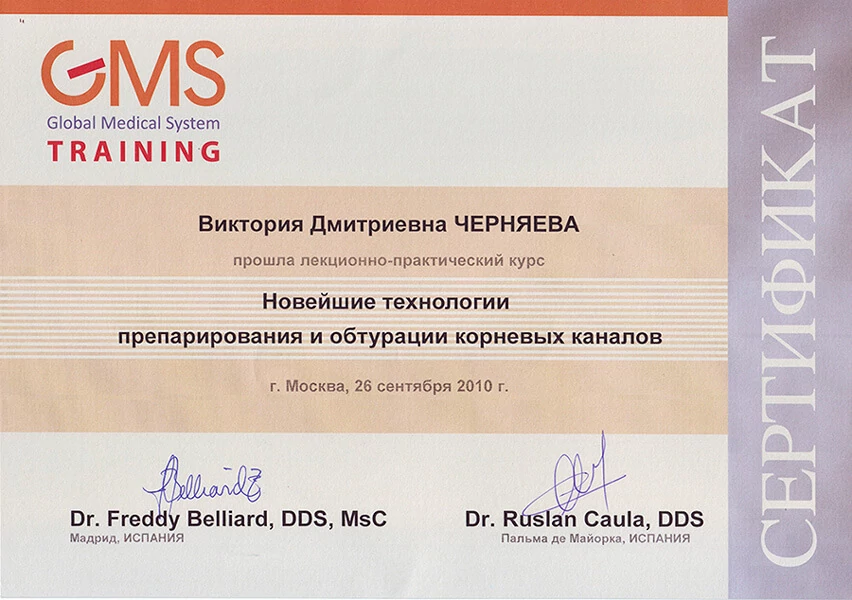 GMS
Global Medical System
TRAINING
СЕРТИФИКАТ
Виктория Дмитриевна ЧЕРНЯЕВА
прошла лекционно-практический курс
Новейшие технологии
препарирования и обтурации корневых каналов
г. Москва, 26 сентября 2010 г.
Belliard
Dr. Freddy Belliard, DDS, MsC
Мадрид, ИСПАНИЯ
Dr. Ruslan Caula, DDS
Пальма де Майорка, ИСПАНИЯ